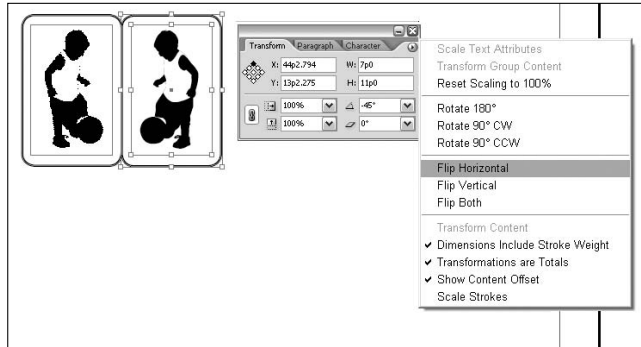 Transform Paragraph Character
X: 44p2.794 W: 7p0
Y: 13p2.275 H: 11p0
100% -45°
100% 0°
Scale Text Attributes
Transform Group Content
Reset Scaling to 100%
Rotate 180°
Rotate 90° CW
Rotate 90° CCW
Flip Horizontal
Flip Vertical
Flip Both
Transform Content
Dimensions Include Stroke Weight
Transformations are Totals
Show Content Offset
Scale Strokes